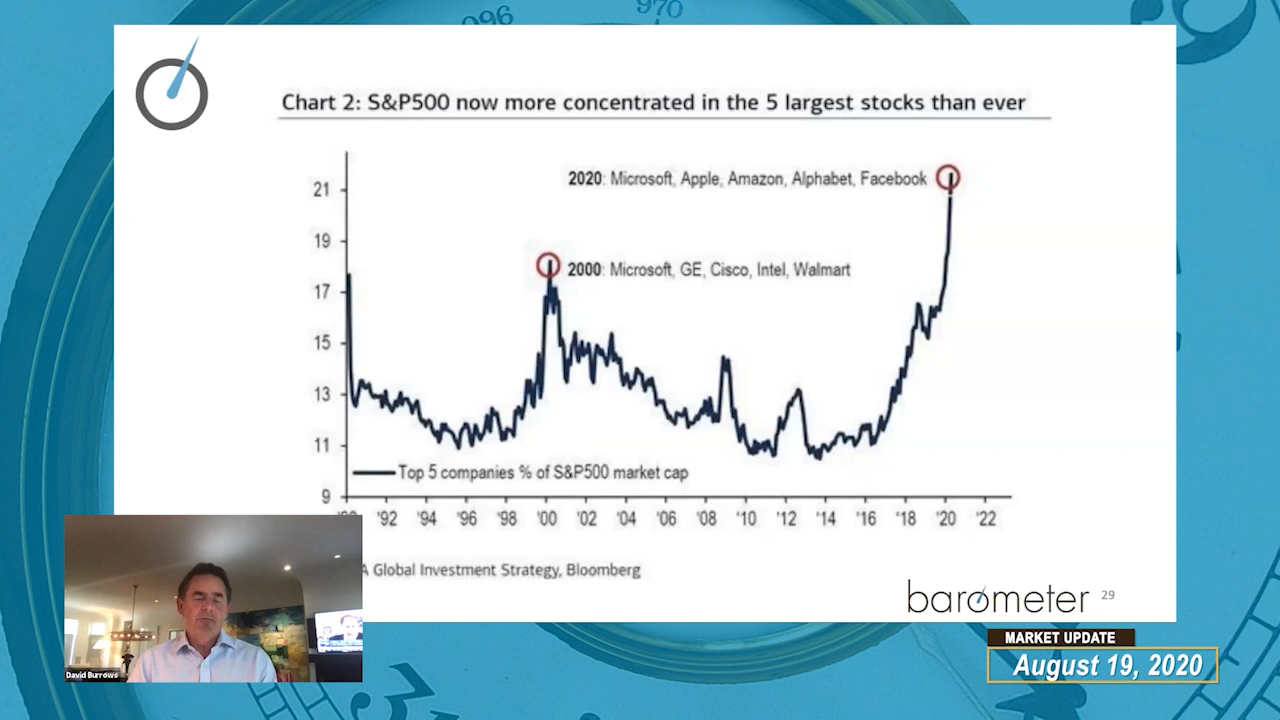 096
970
Chart 2: S&P500 now more concentrated in the 5 largest stocks than ever
2020: Microsoft, Apple, Amazon, Alphabet, Facebook
2000: Microsoft, GE, Cisco, Intel, Walmart
21
19
17
15
13
11
9
Top 5 companies % of S&P500 market cap
'92 '94 '96 '98 '00 '02 '04 '06 '08 '10 '12 '14 '16 '18 '20 '22
A Global Investment Strategy, Bloomberg
barometer 29
MARKET UPDATE
August 19, 2020
David Burrows